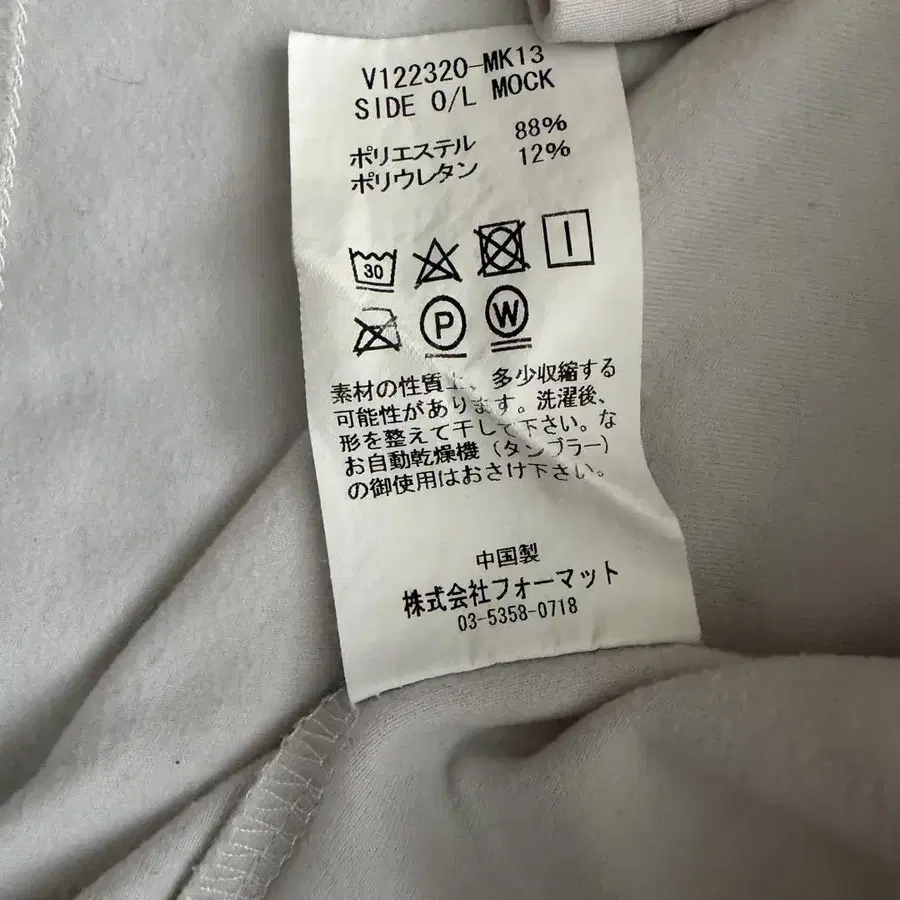 V122320-MK13
SIDE O/L MOCK
ポリエステル 88%
ポリウレタン 12%
30
P W
素材の性質上、多少収縮する
可能性があります。洗濯後、
形を整えて干して下さい。な
お自動乾燥機(タンブラー)
の御使用はおさけ下さい。
中国製
株式会社フォーマット
03-5358-0718